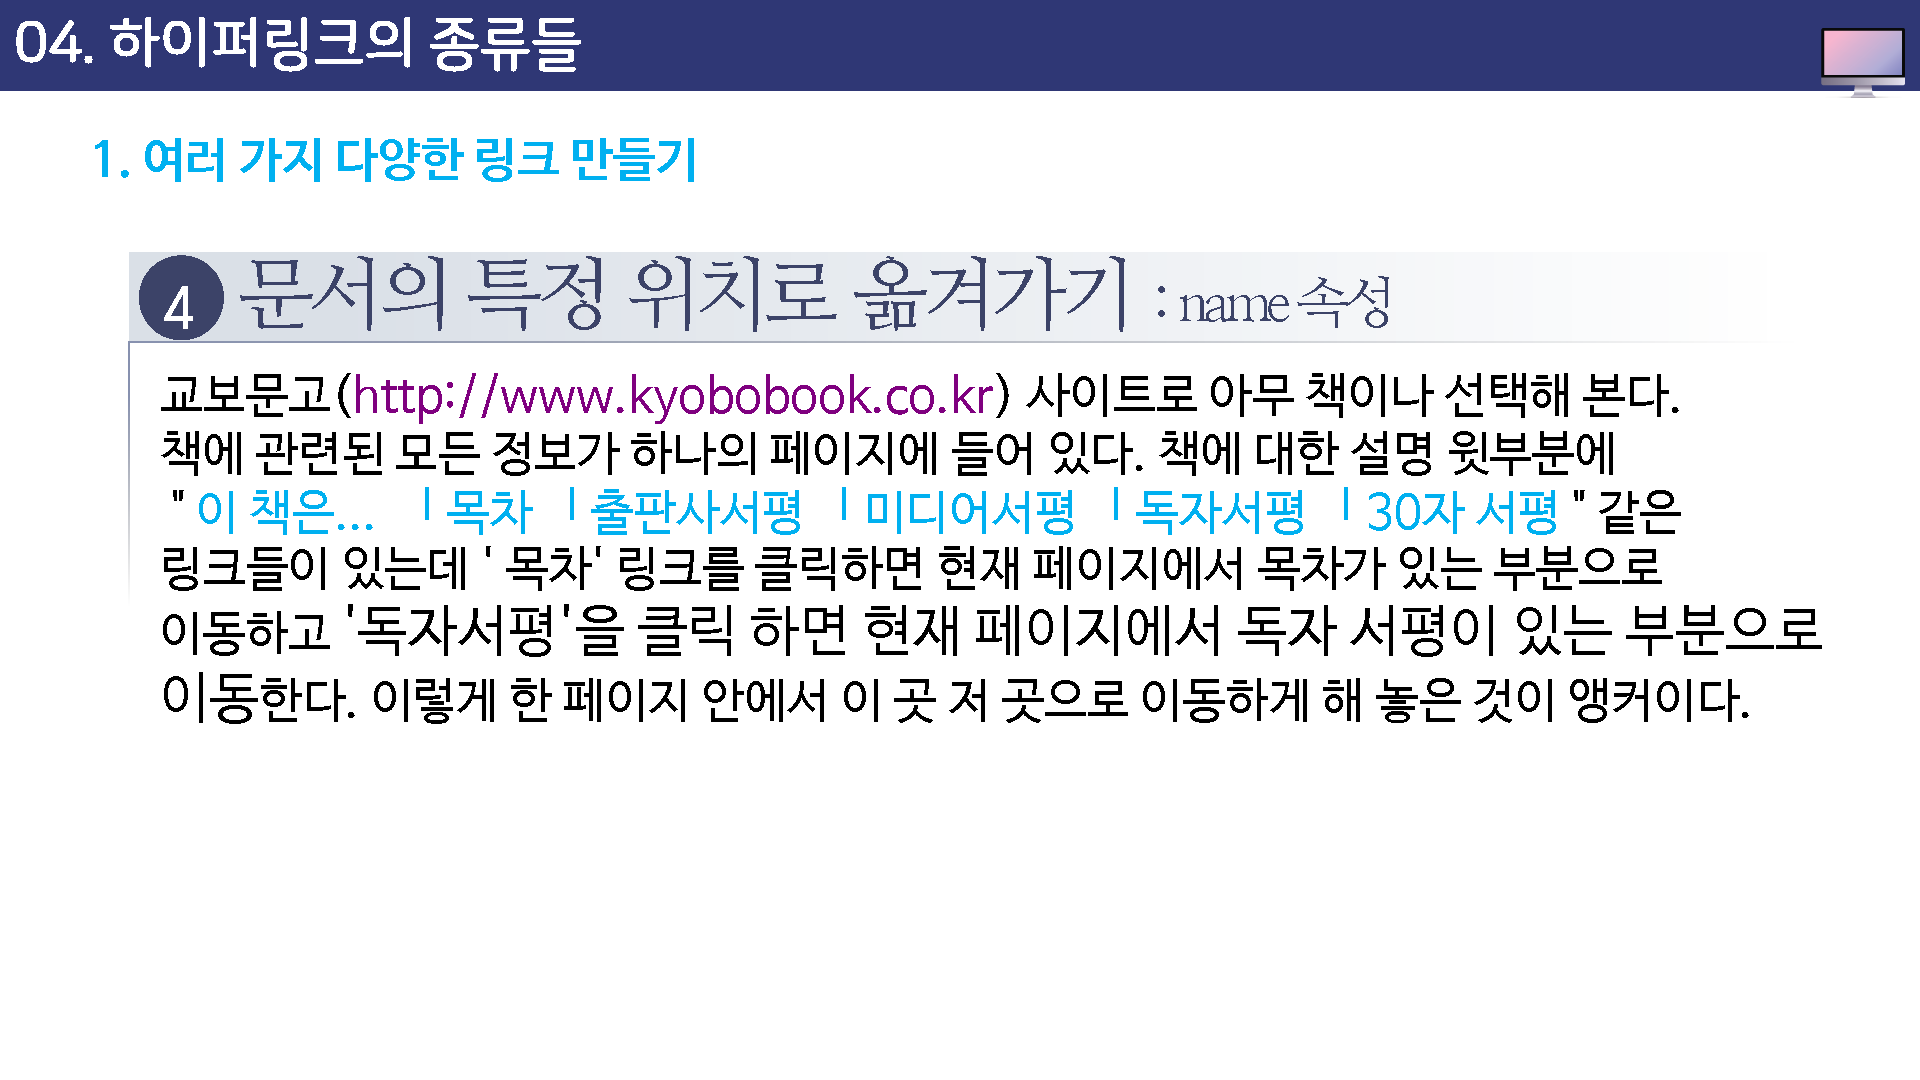 04. 하이퍼링크의 종류들
1. 여러 가지 다양한 링크 만들기
4 문서의 특정 위치로 옮겨가기 : name 속성
교보문고(http://www.kyobobook.co.kr) 사이트로 아무 책이나 선택해 본다.
책에 관련된 모든 정보가 하나의 페이지에 들어 있다. 책에 대한 설명 윗부분에
" 이 책은... ㅣ목차 ㅣ출판사서평 ㅣ미디어서평 ㅣ독자서평 ㅣ30자 서평 " 같은
링크들이 있는데 ' 목차' 링크를 클릭하면 현재 페이지에서 목차가 있는 부분으로
이동하고 '독자서평'을 클릭 하면 현재 페이지에서 독자 서평이 있는 부분으로
이동한다. 이렇게 한 페이지 안에서 이 곳 저 곳으로 이동하게 해 놓은 것이 앵커이다.